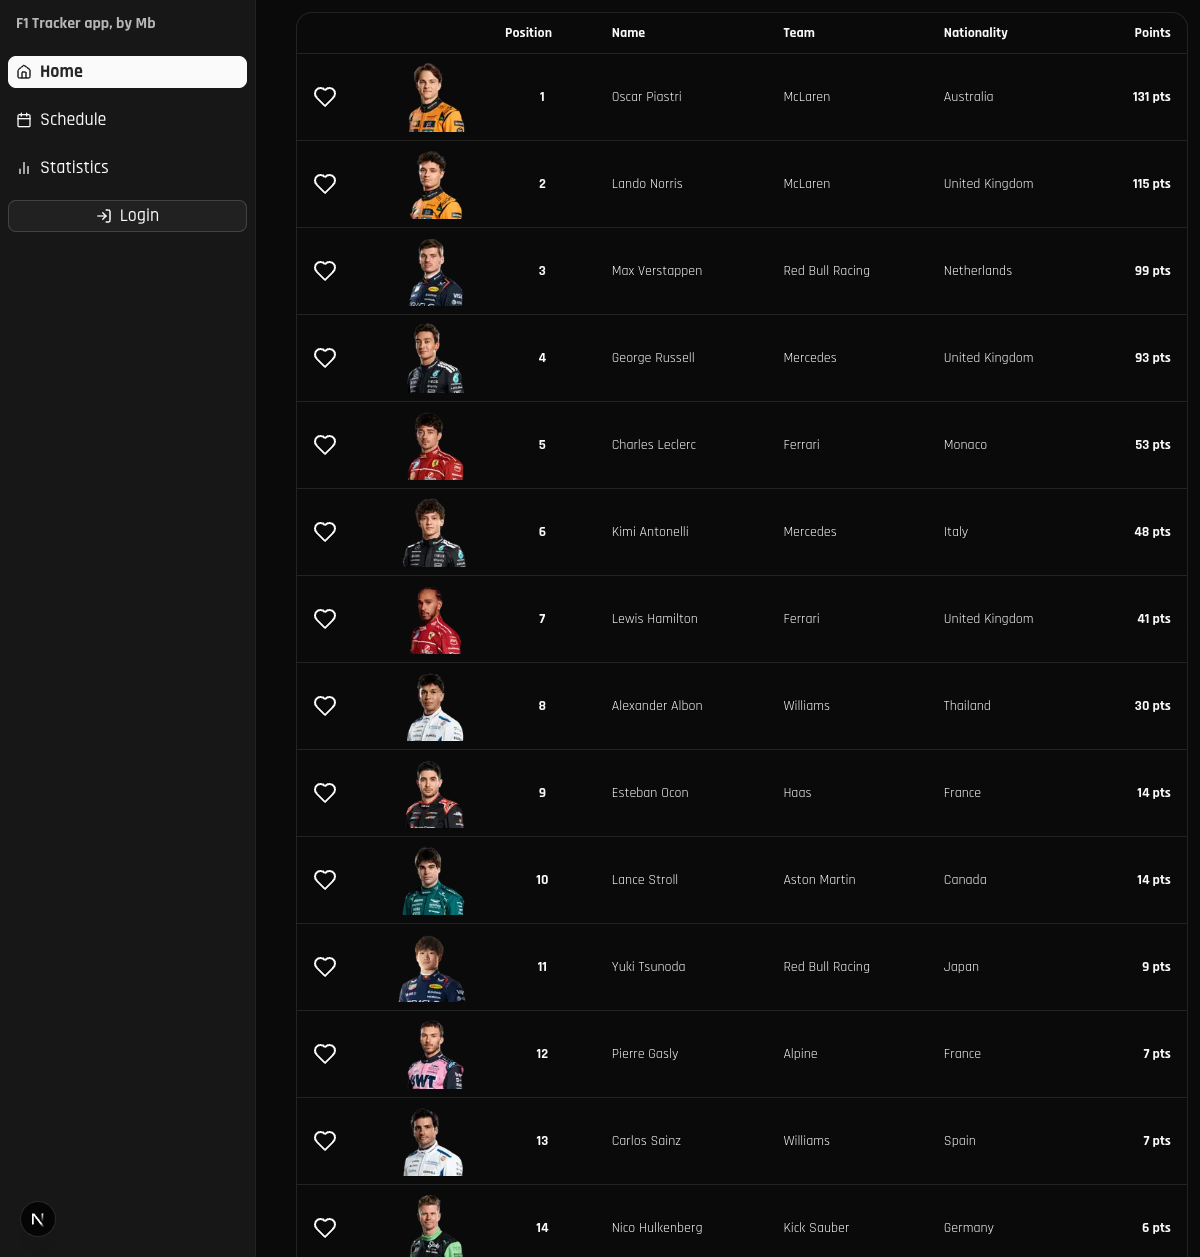 F1 Tracker app, by Mb
Home
Schedule
Statistics
Login
Position Name Team Nationality Points
1 Oscar Piastri McLaren Australia 131 pts
2 Lando Norris McLaren United Kingdom 115 pts
3 Max Verstappen Red Bull Racing Netherlands 99 pts
4 George Russell Mercedes United Kingdom 93 pts
5 Charles Leclerc Ferrari Monaco 53 pts
6 Kimi Antonelli Mercedes Italy 48 pts
7 Lewis Hamilton Ferrari United Kingdom 41 pts
8 Alexander Albon Williams Thailand 30 pts
9 Esteban Ocon Haas France 14 pts
10 Lance Stroll Aston Martin Canada 14 pts
11 Yuki Tsunoda Red Bull Racing Japan 9 pts
12 Pierre Gasly Alpine France 7 pts
13 Carlos Sainz Williams Spain 7 pts
14 Nico Hulkenberg Kick Sauber Germany 6 pts
N